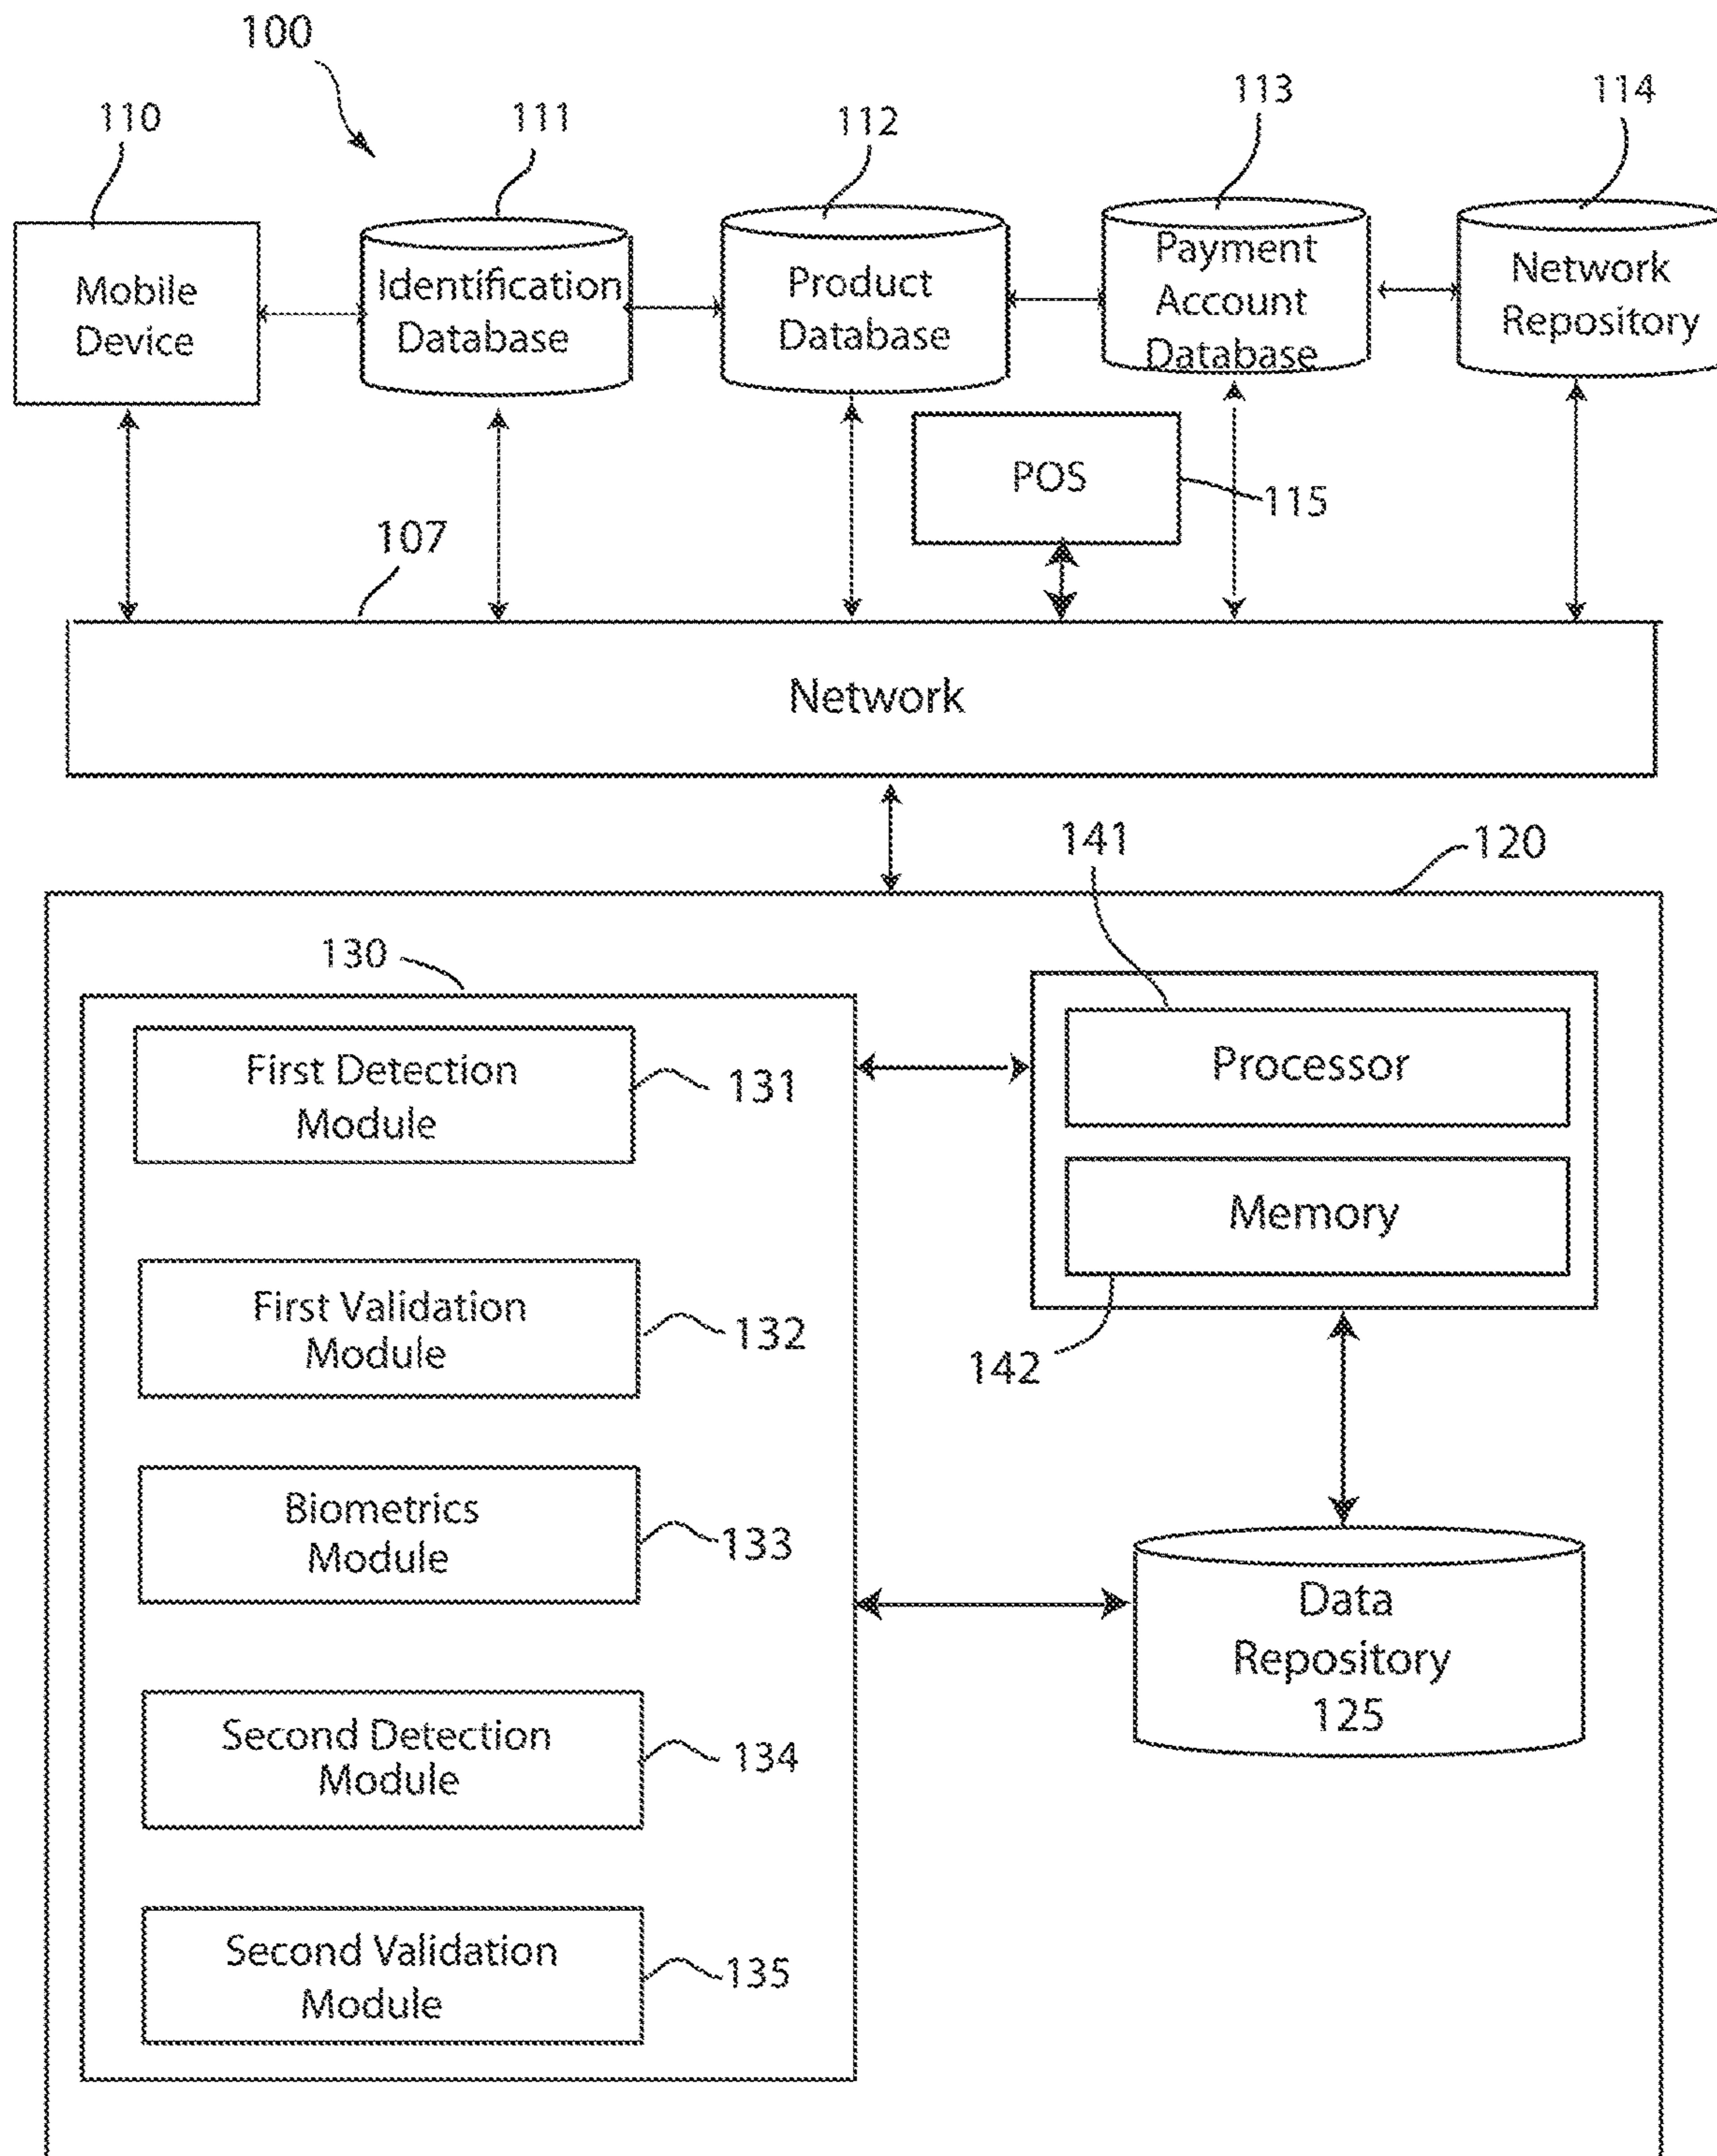 100
110
111
112
113
114
Mobile
Device
Identification
Database
Product
Database
Payment
Account
Database
Network
Repository
POS
115
107
Network
120
141
130
First Detection
Module
131
Processor
Memory
First Validation
Module
132
142
Biometrics
Module
133
Data
Repository
125
Second Detection
Module
134
Second Validation
Module
135